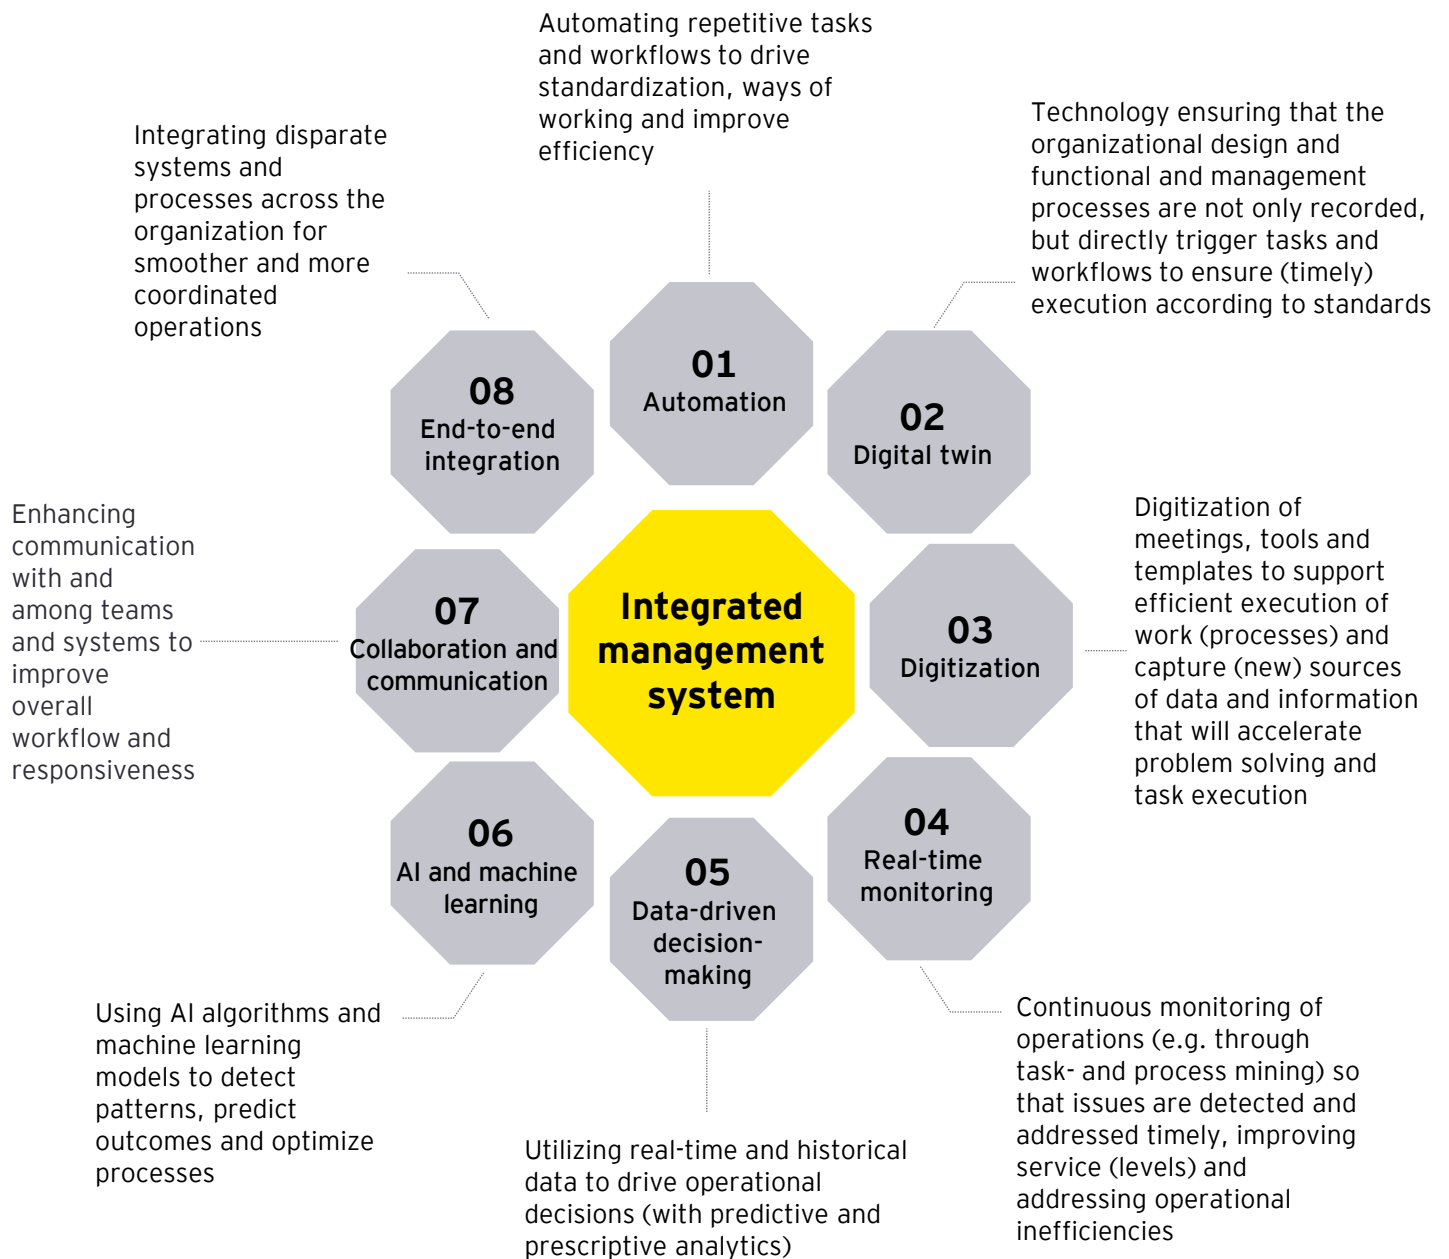 Automating repetitive tasks
and workflows to drive
standardization, ways of
working and improve
efficiency
Technology ensuring that the
organizational design and
functional and management
processes are not only recorded,
but directly trigger tasks and
workflows to ensure (timely)
execution according to standards
Integrating disparate
systems and
processes across the
organization for
smoother and more
coordinated
operations
01
Automation
02
Digital twin
08
End-to-end
integration
Enhancing
communication
with and
among teams
and systems to
improve
overall
workflow and
responsiveness
07
Collaboration and
communication
Integrated
management
system
03
Digitization
Digitization of
meetings, tools and
templates to support
efficient execution of
work (processes) and
capture (new) sources
of data and information
that will accelerate
problem solving and
task execution
06
AI and machine
learning
05
Data-driven
decision-
making
04
Real-time
monitoring
Using AI algorithms and
machine learning
models to detect
patterns, predict
outcomes and optimize
processes
Utilizing real-time and historical
data to drive operational
decisions (with predictive and
prescriptive analytics)
Continuous monitoring of
operations (e.g. through
task- and process mining) so
that issues are detected and
addressed timely, improving
service (levels) and
addressing operational
inefficiencies